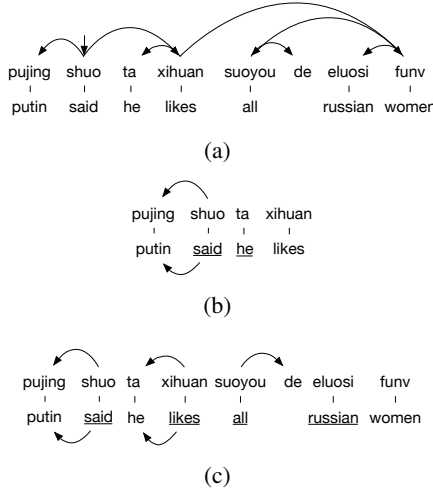 pujing shuo ta xihuan suoyou de eluosi funv
putin said he likes all russian women
(a)
pujing shuo ta xihuan
putin said he likes
(b)
pujing shuo ta xihuan suoyou de eluosi funv
putin said he likes all russian women
(c)